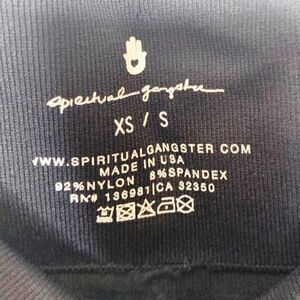 spiritual gangster
XS / S
WWW.SPIRITUALGANGSTER.COM
MADE IN USA
92%NYLON 8%SPANDEX
RN# 136981 | CA 32350